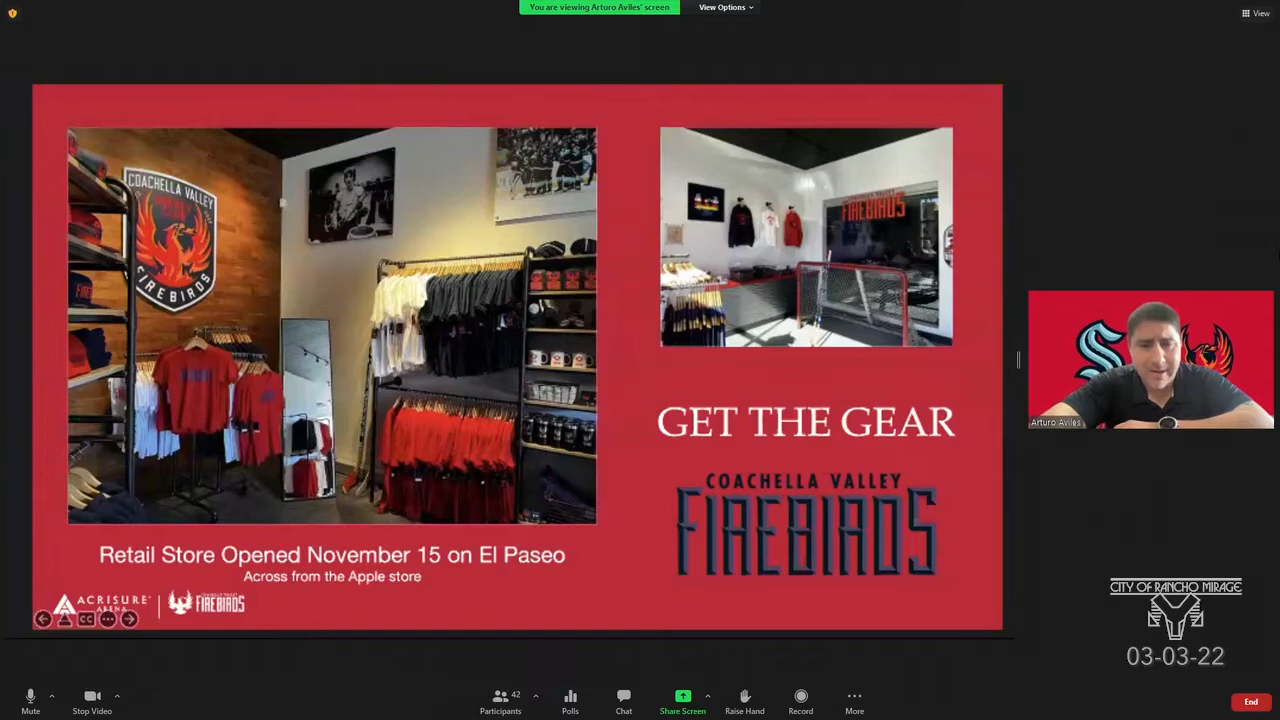 You are viewing Arturo Aviles' screen
View Options
View
COACHELLA VALLEY
FIREBIRDS
FIREBIRDS
GET THE GEAR
COACHELLA VALLEY
FIREBIRDS
Retail Store Opened November 15 on El Paseo
Across from the Apple store
ACRISURE
ARENA
COACHELLA VALLEY
FIREBIRDS
CC
Arturo Aviles
CITY OF RANCHO MIRAGE
03-03-22
Mute
Stop Video
42
Participants
Polls
Chat
Share Screen
Raise Hand
Record
More
End